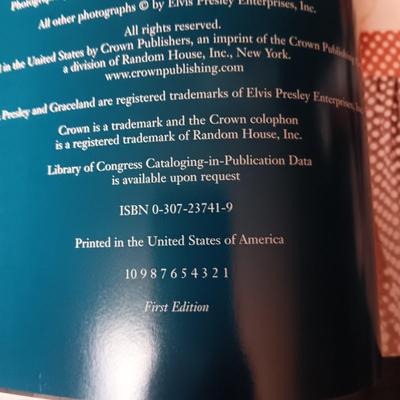 All other photographs © by Elvis Presley Enterprises, Inc.
All rights reserved.
in the United States by Crown Publishers, an imprint of the Crown Publishing
a division of Random House, Inc., New York.
www.crownpublishing.com
Presley and Graceland are registered trademarks of Elvis Presley Enterprises, Inc.
Crown is a trademark and the Crown colophon
is a registered trademark of Random House, Inc.
Library of Congress Cataloging-in-Publication Data
is available upon request
ISBN 0-307-23741-9
Printed in the United States of America
10 9 8 7 6 5 4 3 2 1
First Edition